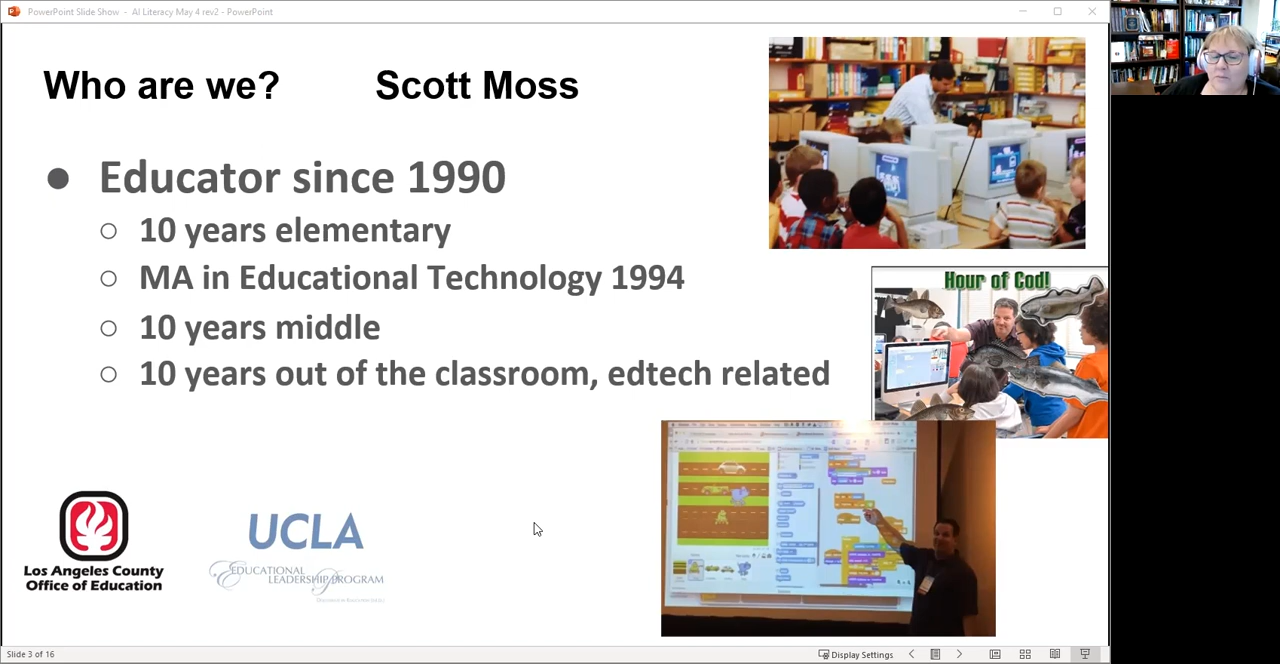 PowerPoint Slide Show - AI Literacy May 4 rev2 - PowerPoint
Who are we? Scott Moss
● Educator since 1990
○ 10 years elementary
○ MA in Educational Technology 1994
○ 10 years middle
○ 10 years out of the classroom, edtech related
Hour of Cod!
Los Angeles County
Office of Education
UCLA
EDUCATIONAL
LEADERSHIP PROGRAM
Slide 3 of 16
Display Settings